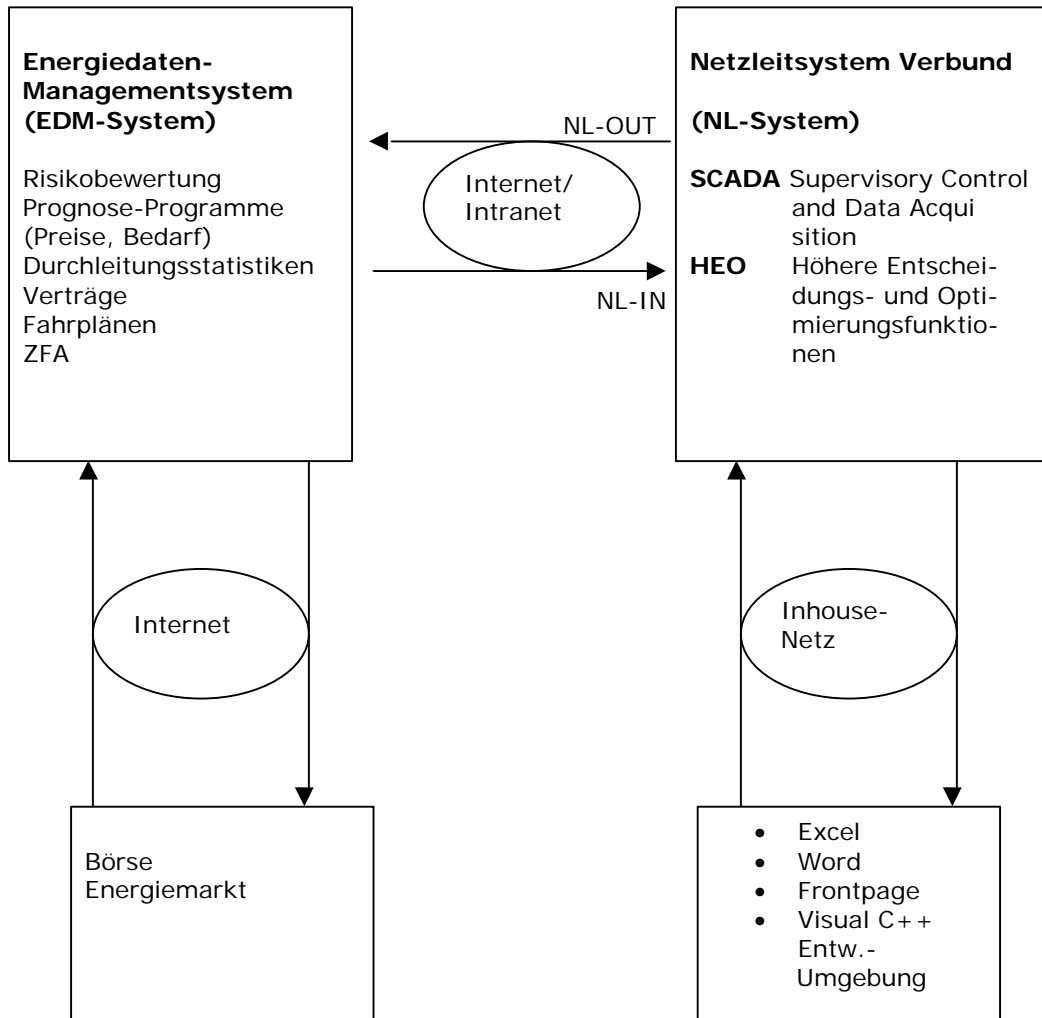 Energiedaten-
Managementsystem
(EDM-System)
Risikobewertung
Prognose-Programme
(Preise, Bedarf)
Durchleitungsstatistiken
Verträge
Fahrplänen
ZFA
NL-OUT
Internet/
Intranet
NL-IN
Netzleitsystem Verbund
(NL-System)
SCADA Supervisory Control
and Data Acqui
sition
HEO Höhere Entschei-
dungs- und Opti-
mierungsfunktio-
nen
Internet
Inhouse-
Netz
Börse
Energiemarkt
• Excel
• Word
• Frontpage
• Visual C++
Entw.-
Umgebung